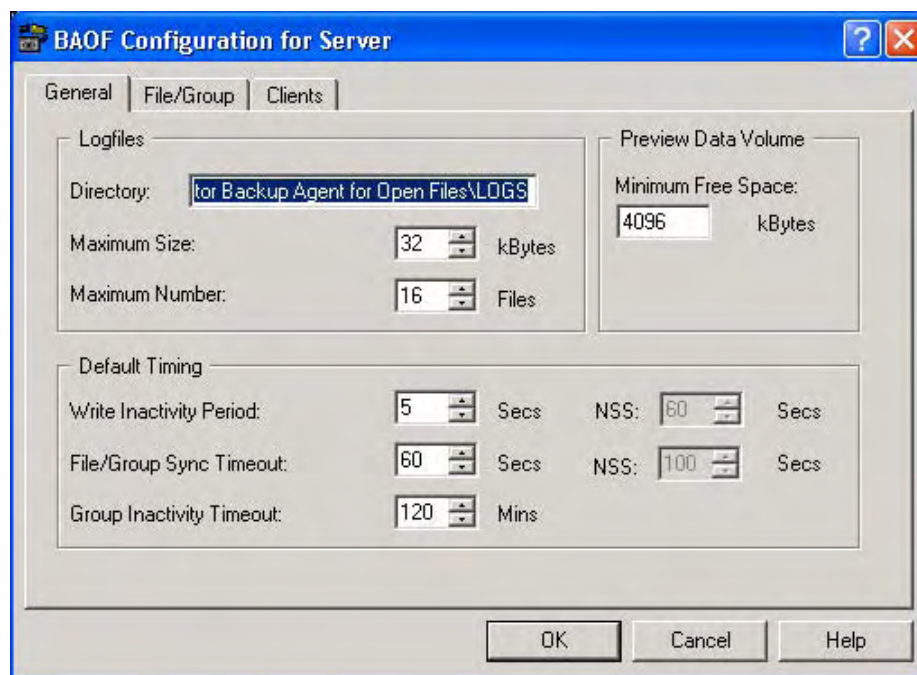 BAOF Configuration for Server
General File/Group Clients
Logfiles
Directory: tor Backup Agent for Open Files\LOGS
Maximum Size: 32 kBytes
Maximum Number: 16 Files
Preview Data Volume
Minimum Free Space:
4096 kBytes
Default Timing
Write Inactivity Period: 5 Secs NSS: 60 Secs
File/Group Sync Timeout: 60 Secs NSS: 100 Secs
Group Inactivity Timeout: 120 Mins
OK Cancel Help